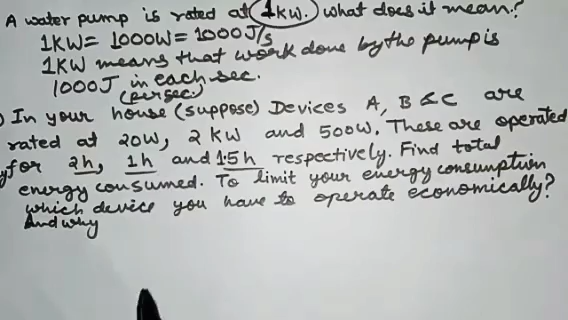 A water pump is rated at 1KW. what does it mean?
1KW = 1000W = 1000J/s
1KW means that work done by the pump is
1000J in each sec.
(per sec.)
) In your house (suppose) Devices A, B & C are
rated at 20W, 2 KW and 500W. These are operated
for 2h, 1h and 15h respectively. Find total
energy consumed. To limit your energy consumption
which device you have to operate economically?
And why